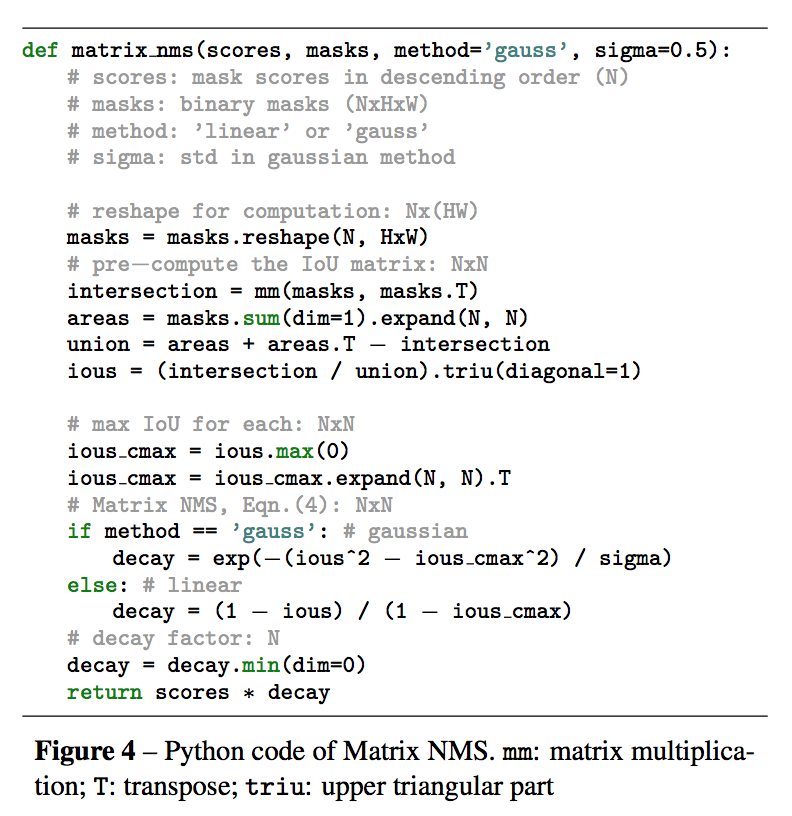 def matrix_nms(scores, masks, method=’gauss’, sigma=0.5):
# scores: mask scores in descending order (N)
# masks: binary masks (NxHxW)
# method: ’linear’ or ’gauss’
# sigma: std in gaussian method
# reshape for computation: Nx(HW)
masks = masks.reshape(N, HxW)
# pre−compute the IoU matrix: NxN
intersection = mm(masks, masks.T)
areas = masks.sum(dim=1).expand(N, N)
union = areas + areas.T − intersection
ious = (intersection / union).triu(diagonal=1)
# max IoU for each: NxN
ious_cmax = ious.max(0)
ious_cmax = ious_cmax.expand(N, N).T
# Matrix NMS, Eqn.(4): NxN
if method == ’gauss’: # gaussian
decay = exp(−(ious^2 − ious_cmax^2) / sigma)
else: # linear
decay = (1 − ious) / (1 − ious_cmax)
# decay factor: N
decay = decay.min(dim=0)
return scores * decay
Figure 4 – Python code of Matrix NMS. mm: matrix multiplica-
tion; T: transpose; triu: upper triangular part